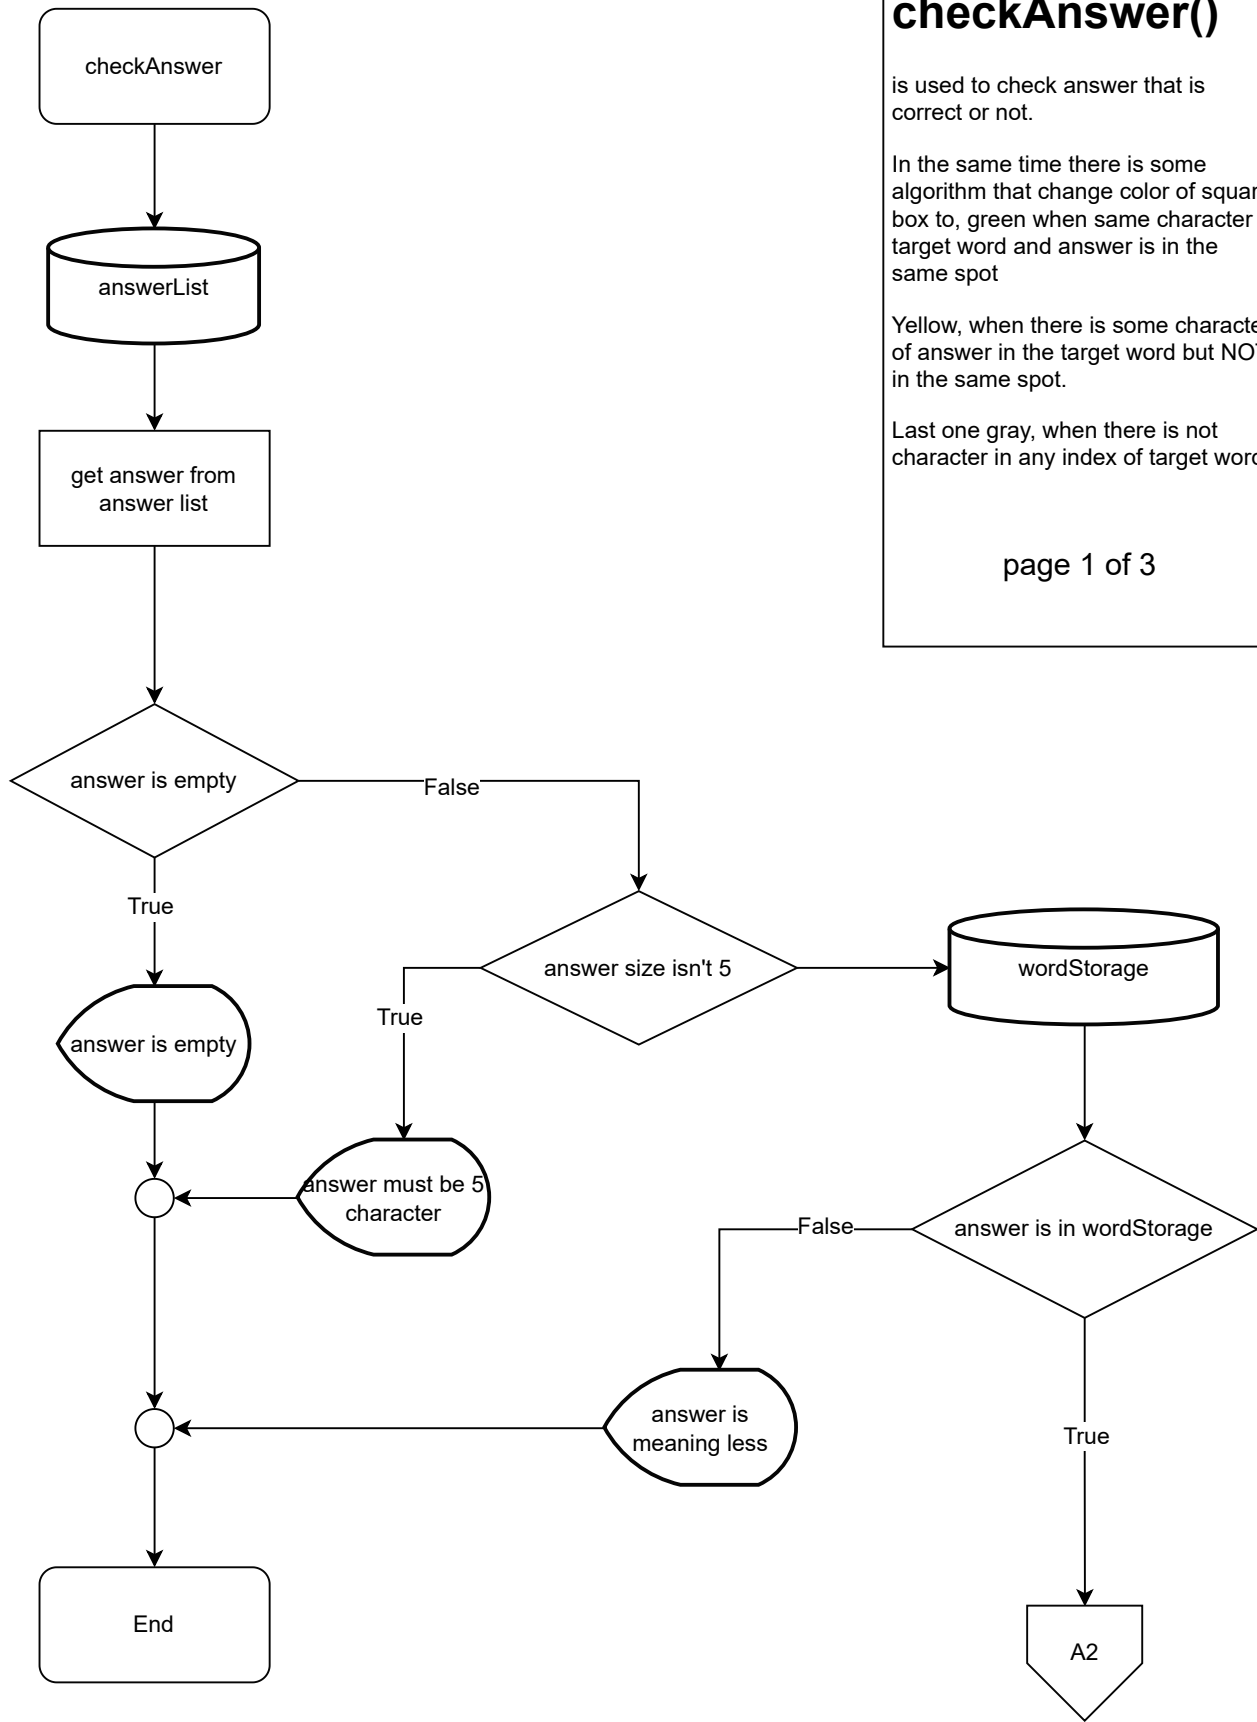 checkAnswer()
is used to check answer that is
correct or not.
In the same time there is some
algorithm that change color of squar
box to, green when same character
target word and answer is in the
same spot
Yellow, when there is some characte
of answer in the target word but NO
in the same spot.
Last one gray, when there is not
character in any index of target word
page 1 of 3
checkAnswer
answerList
get answer from
answer list
answer is empty
False
True
answer size isn't 5
wordStorage
True
answer is empty
answer must be 5
character
False
answer is in wordStorage
answer is
meaning less
True
End
A2